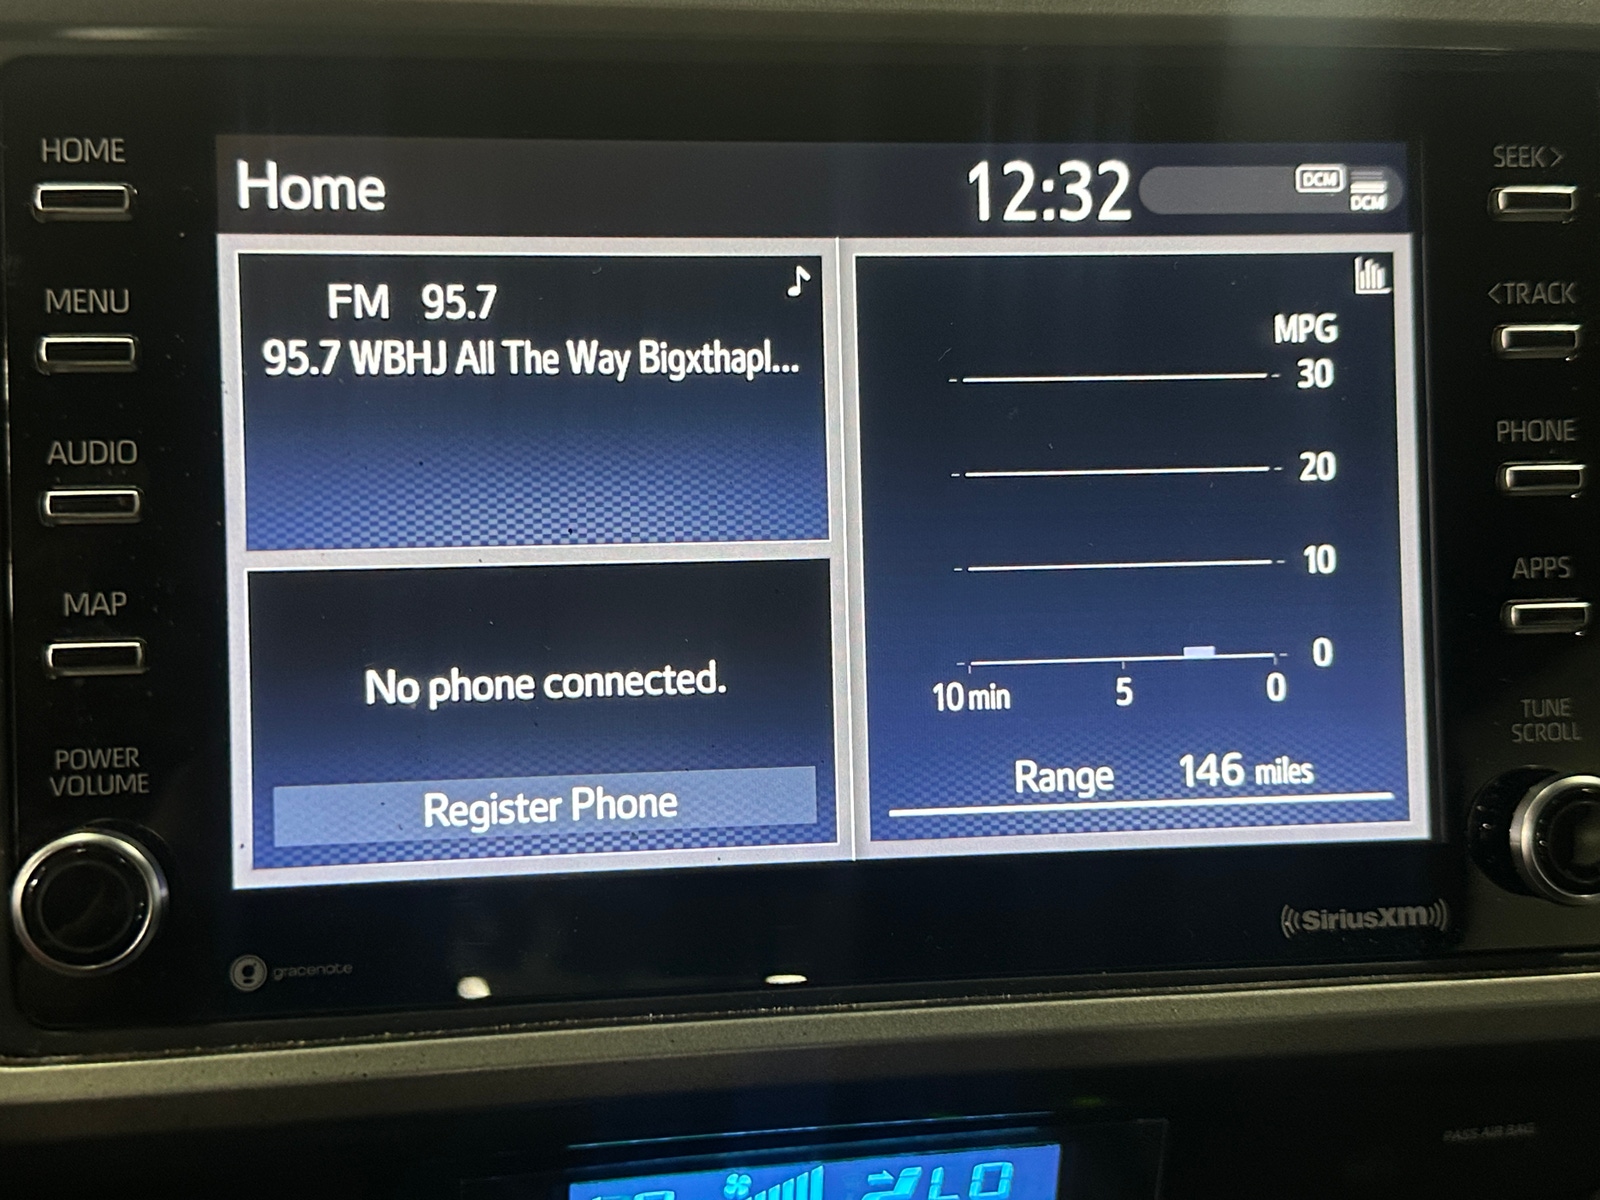 HOME
MENU
AUDIO
MAP
POWER
VOLUME
Home
12:32
DCM
DCM
FM 95.7
95.7 WBHJ All The Way Bigxthapl...
No phone connected.
Register Phone
MPG
30
20
10
0
10 min 5 0
Range 146 miles
SEEK>
<TRACK
PHONE
APPS
TUNE
SCROLL
gracenote
((SiriusXM))
PASS AIR BAG
LO